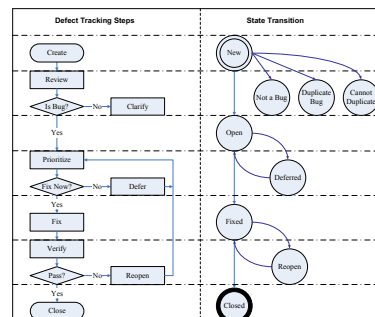 Defect Tracking Steps
State Transition
Create
New
Review
Not a Bug
Duplicate
Bug
Cannot
Duplicate
Is Bug?
No
Clarify
Yes
Open
Prioritize
Deferred
Fix Now?
No
Defer
Yes
Fix
Fixed
Verify
Reopen
Pass?
No
Reopen
Yes
Close
Closed